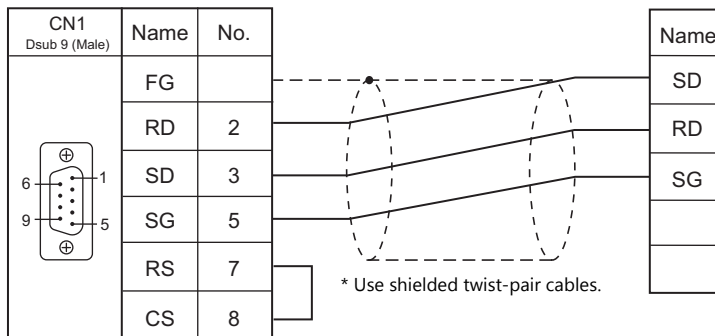 CN1
Dsub 9 (Male)
Name No.
FG
RD 2
SD 3
SG 5
RS 7
CS 8
6 1
9 5
* Use shielded twist-pair cables.
Name
SD
RD
SG